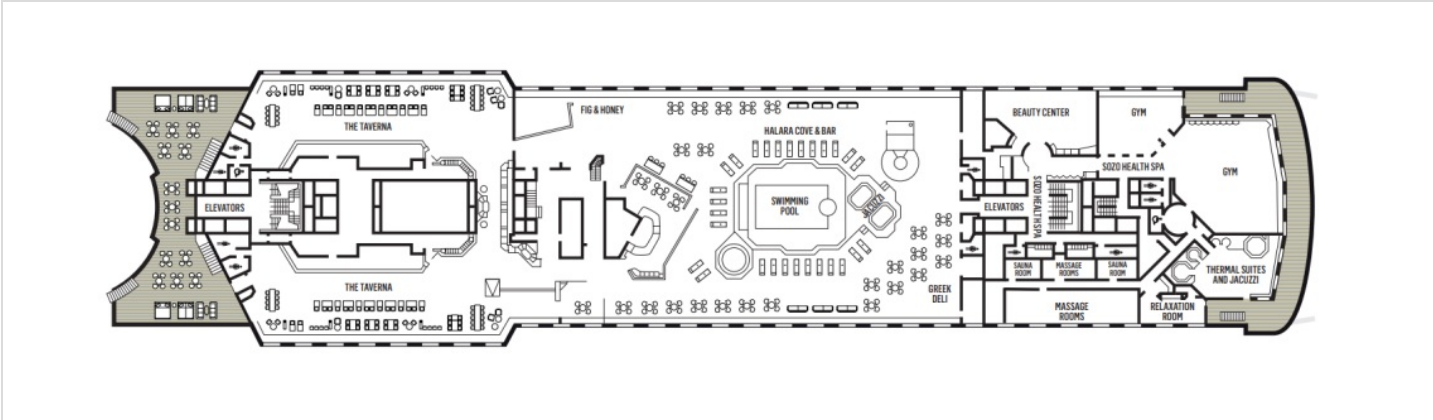 THE TAVERNA
ELEVATORS
THE TAVERNA
FIG & HONEY
HALARA COVE & BAR
SWIMMING
POOL
JACUZZI
GREEK
DELI
BEAUTY CENTER
GYM
SOZO HEALTH SPA
GYM
ELEVATORS
SOZO HEALTH SPA
SAUNA
ROOM
MASSAGE
ROOMS
SAUNA
ROOM
THERMAL SUITES
AND JACUZZI
MASSAGE
ROOMS
RELAXATION
ROOM